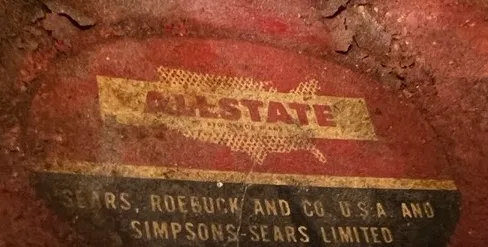 ALLSTATE
SEARS, ROEBUCK AND CO. U.S.A. AND
SIMPSONS-SEARS LIMITED